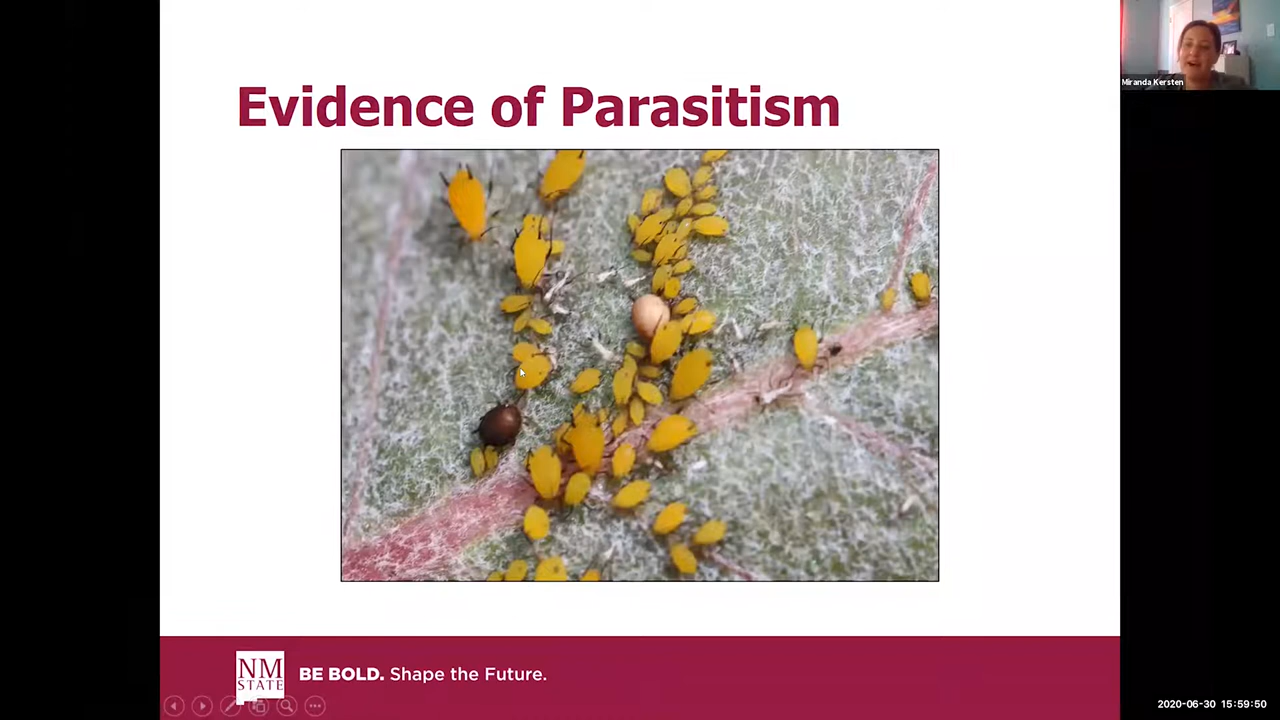 Miranda Kersten
Evidence of Parasitism
NM
STATE
BE BOLD. Shape the Future.
2020-06-30 15:59:50